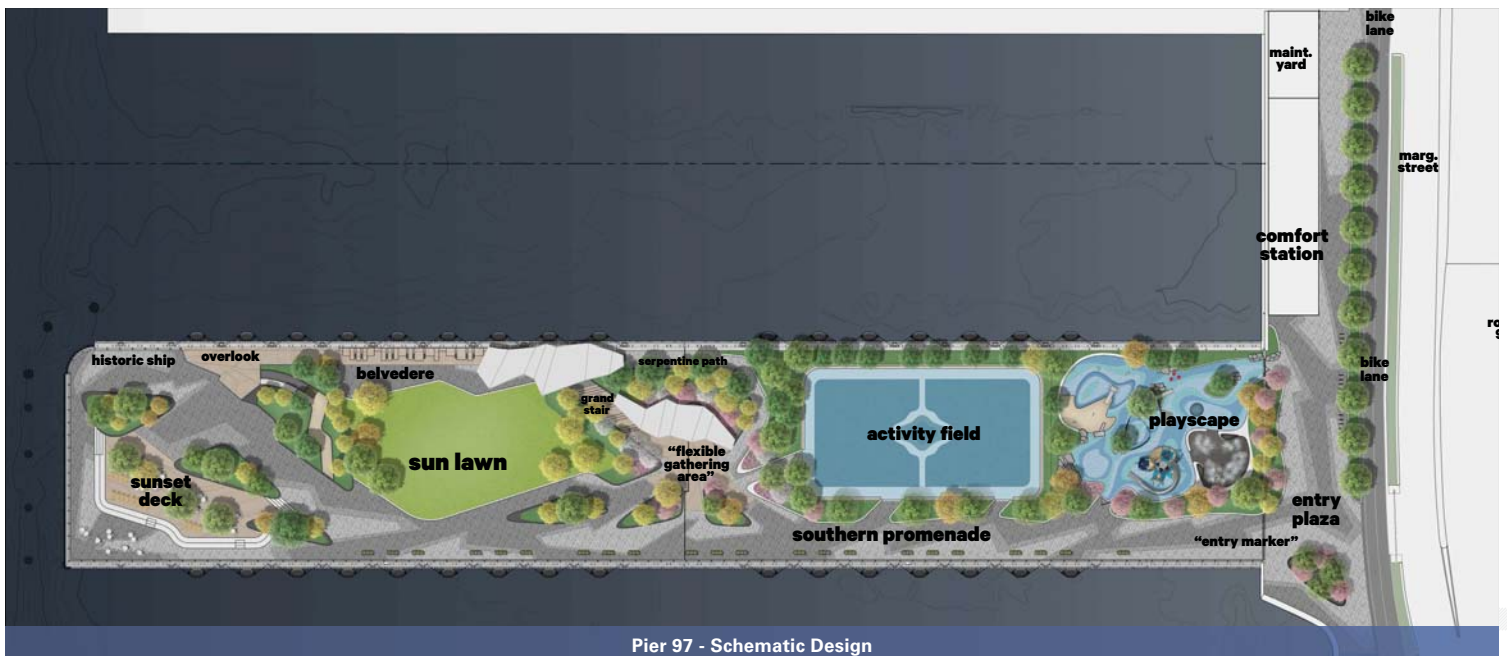 bike
lane
maint.
yard
marg.
street
comfort
station
historic ship
overlook
belvedere
serpentine path
grand
stair
bike
lane
playscape
activity field
sun lawn
"flexible
gathering
area"
sunset
deck
entry
plaza
southern promenade
"entry marker"
Pier 97 - Schematic Design